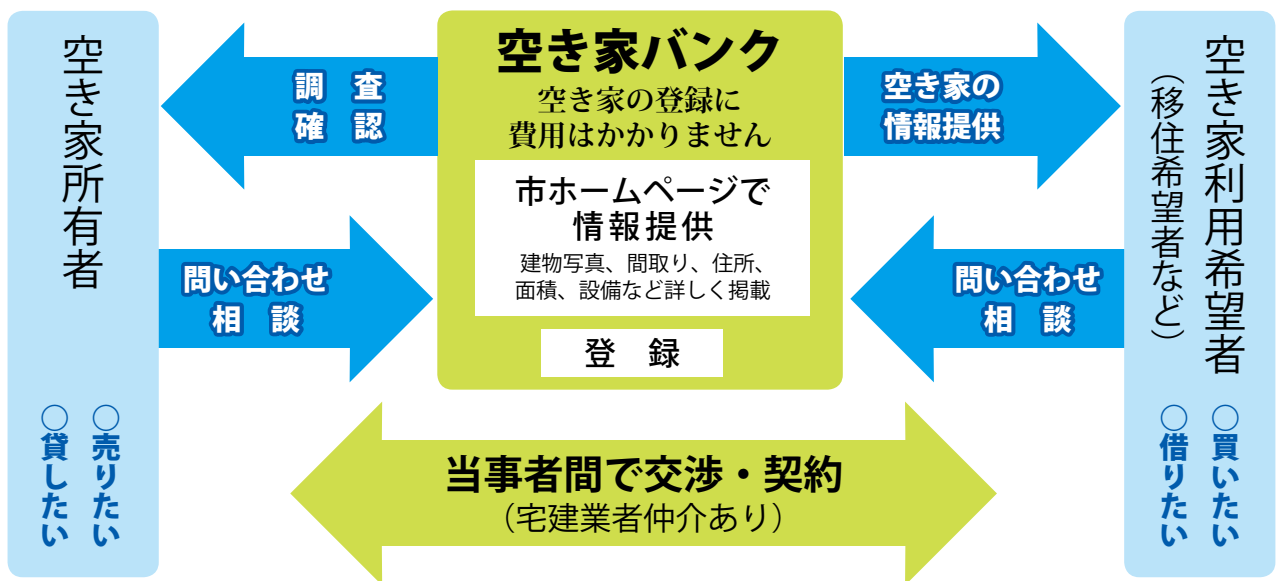 空き家所有者
○売りたい
○貸したい
調　査
確　認
問い合わせ
相　談
空き家バンク
空き家の登録に
費用はかかりません
市ホームページで
情報提供
建物写真、間取り、住所、
面積、設備など詳しく掲載
登　録
空き家の
情報提供
問い合わせ
相　談
空き家利用希望者
（移住希望者など）
○買いたい
○借りたい
当事者間で交渉・契約
（宅建業者仲介あり）